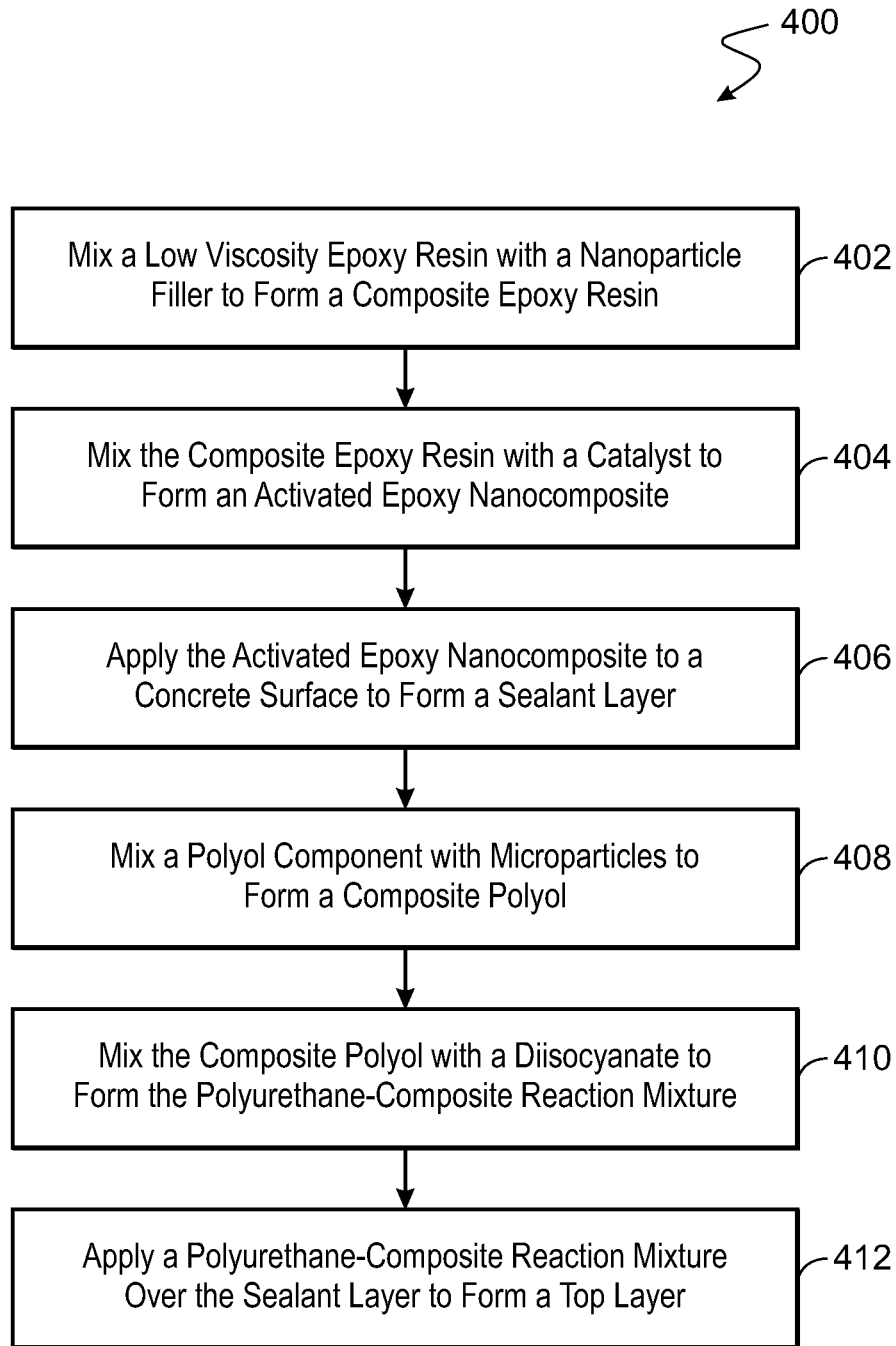 400
Mix a Low Viscosity Epoxy Resin with a Nanoparticle
Filler to Form a Composite Epoxy Resin
402
Mix the Composite Epoxy Resin with a Catalyst to
Form an Activated Epoxy Nanocomposite
404
Apply the Activated Epoxy Nanocomposite to a
Concrete Surface to Form a Sealant Layer
406
Mix a Polyol Component with Microparticles to
Form a Composite Polyol
408
Mix the Composite Polyol with a Diisocyanate to
Form the Polyurethane-Composite Reaction Mixture
410
Apply a Polyurethane-Composite Reaction Mixture
Over the Sealant Layer to Form a Top Layer
412